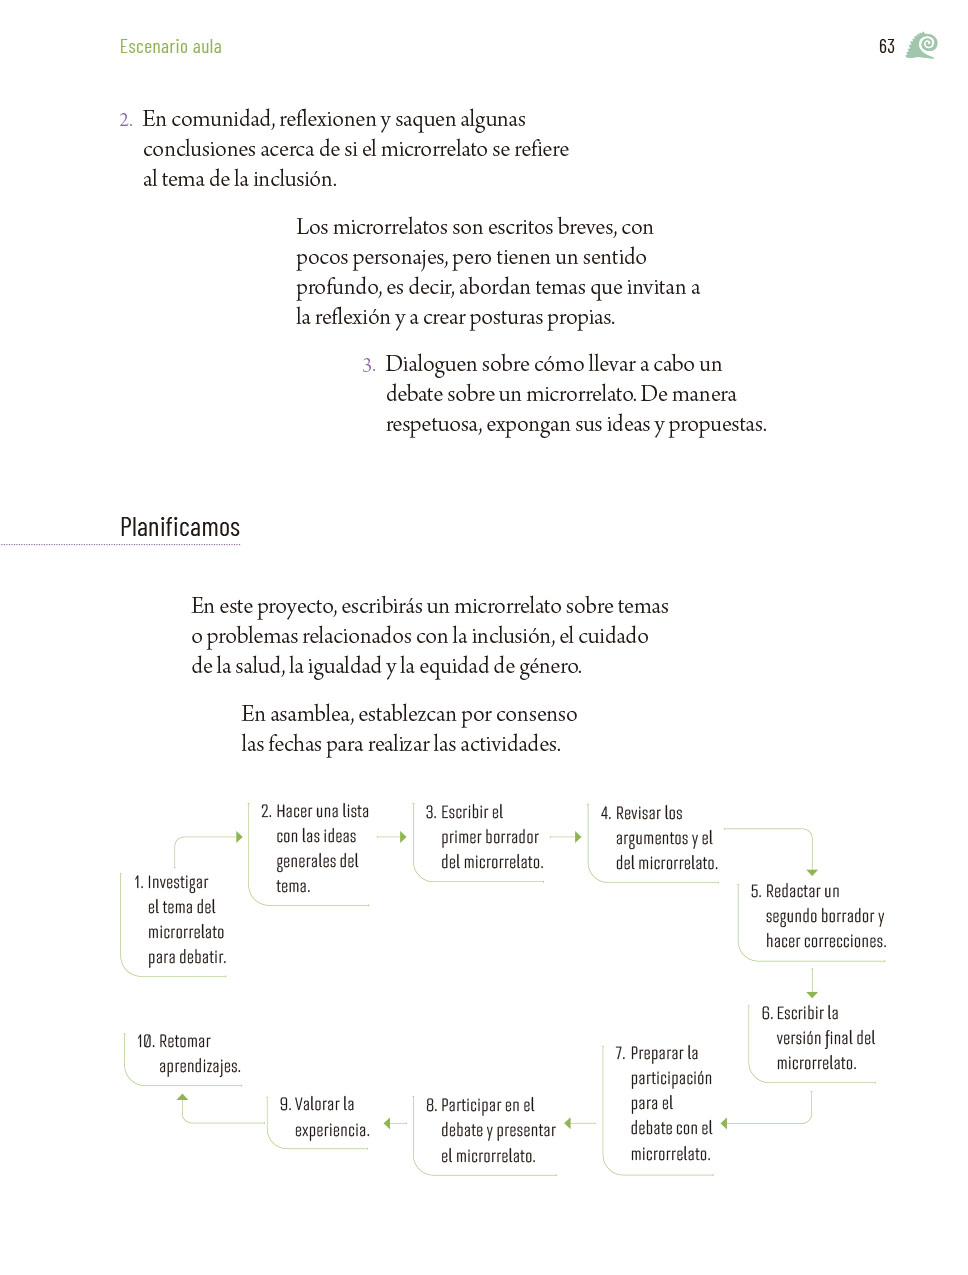 Escenario aula
63
2. En comunidad, reflexionen y saquen algunas
conclusiones acerca de si el microrrelato se refiere
al tema de la inclusión.
Los microrrelatos son escritos breves, con
pocos personajes, pero tienen un sentido
profundo, es decir, abordan temas que invitan a
la reflexión y a crear posturas propias.
3. Dialoguen sobre cómo llevar a cabo un
debate sobre un microrrelato. De manera
respetuosa, expongan sus ideas y propuestas.
Planificamos
En este proyecto, escribirás un microrrelato sobre temas
o problemas relacionados con la inclusión, el cuidado
de la salud, la igualdad y la equidad de género.
En asamblea, establezcan por consenso
las fechas para realizar las actividades.
1. Investigar
el tema del
microrrelato
para debatir.
2. Hacer una lista
con las ideas
generales del
tema.
3. Escribir el
primer borrador
del microrrelato.
4. Revisar los
argumentos y el
del microrrelato.
5. Redactar un
segundo borrador y
hacer correcciones.
6. Escribir la
versión final del
microrrelato.
7. Preparar la
participación
para el
debate con el
microrrelato.
8. Participar en el
debate y presentar
el microrrelato.
9. Valorar la
experiencia.
10. Retomar
aprendizajes.